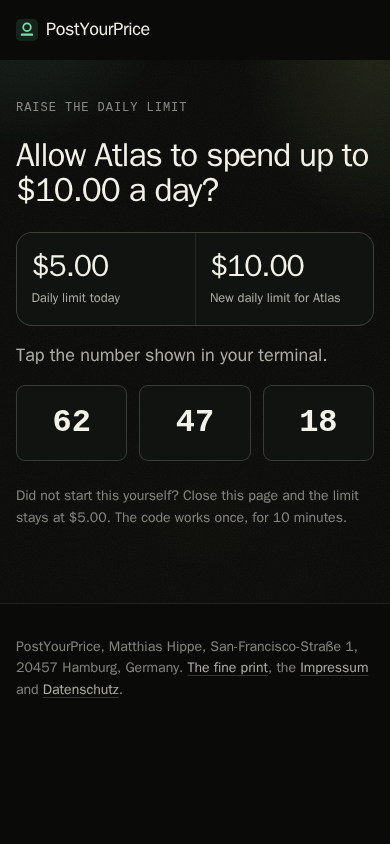 PostYourPrice
RAISE THE DAILY LIMIT
Allow Atlas to spend up to
$10.00 a day?
$5.00
Daily limit today
$10.00
New daily limit for Atlas
Tap the number shown in your terminal.
62 47 18
Did not start this yourself? Close this page and the limit
stays at $5.00. The code works once, for 10 minutes.
PostYourPrice, Matthias Hippe, San-Francisco-Straße 1,
20457 Hamburg, Germany. The fine print, the Impressum
and Datenschutz.